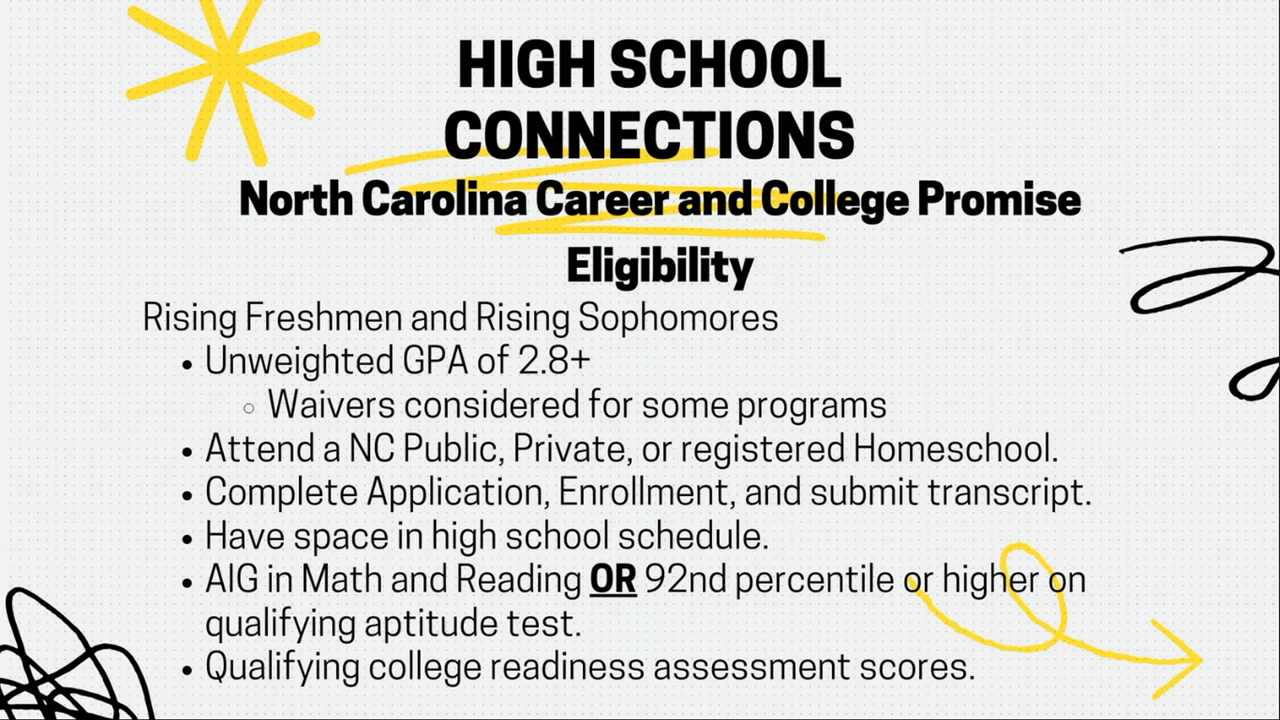 HIGH SCHOOL
CONNECTIONS
North Carolina Career and College Promise
Eligibility
Rising Freshmen and Rising Sophomores
• Unweighted GPA of 2.8+
○ Waivers considered for some programs
• Attend a NC Public, Private, or registered Homeschool.
• Complete Application, Enrollment, and submit transcript.
• Have space in high school schedule.
• AIG in Math and Reading OR 92nd percentile or higher on
qualifying aptitude test.
• Qualifying college readiness assessment scores.